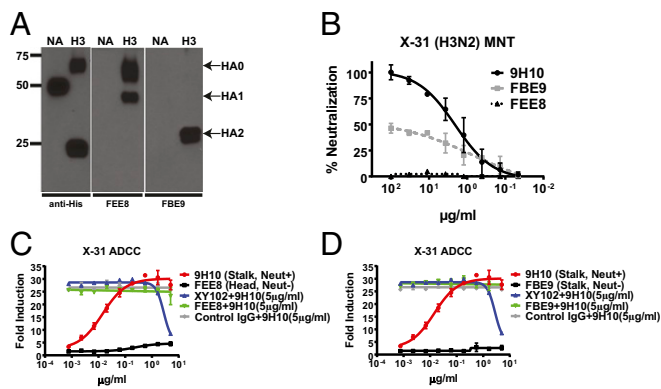 A
NA H3 NA H3 NA H3
75
50
25
HA0
HA1
HA2
anti-His FEE8 FBE9
B
X-31 (H3N2) MNT
% Neutralization
100
75
50
25
0
10² 10¹ 10⁰ 10⁻¹ 10⁻²
µg/ml
9H10
FBE9
FEE8
C
X-31 ADCC
Fold Induction
35
30
25
20
15
10
5
0
10⁻⁴ 10⁻³ 10⁻² 10⁻¹ 10⁰ 10¹
µg/ml
9H10 (Stalk, Neut+)
FEE8 (Head, Neut-)
XY102+9H10(5µg/ml)
FEE8+9H10(5µg/ml)
Control IgG+9H10(5µg/ml)
D
X-31 ADCC
Fold Induction
35
30
25
20
15
10
5
0
10⁻⁴ 10⁻³ 10⁻² 10⁻¹ 10⁰ 10¹
µg/ml
9H10 (Stalk, Neut+)
FBE9 (Stalk, Neut-)
XY102+9H10(5µg/ml)
FBE9+9H10(5µg/ml)
Control IgG+9H10(5µg/ml)